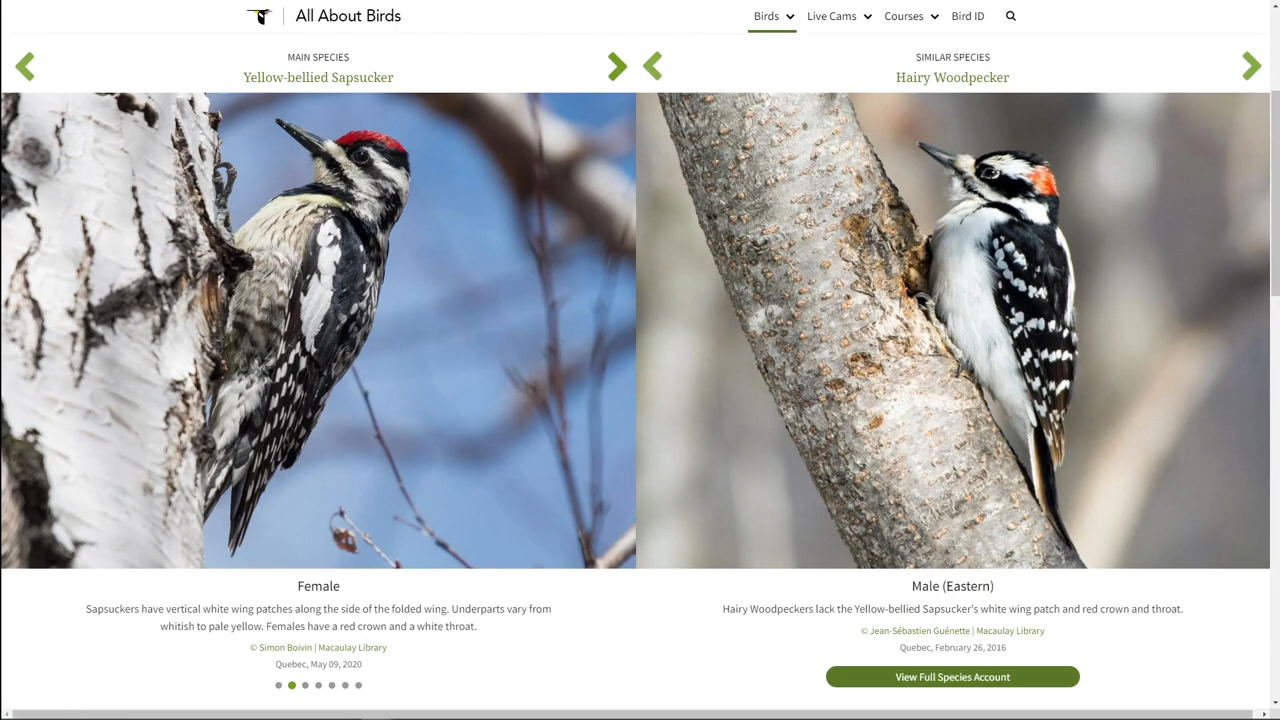 All About Birds
Birds
Live Cams
Courses
Bird ID
MAIN SPECIES
Yellow-bellied Sapsucker
SIMILAR SPECIES
Hairy Woodpecker
Female
Sapsuckers have vertical white wing patches along the side of the folded wing. Underparts vary from
whitish to pale yellow. Females have a red crown and a white throat.
© Simon Boivin | Macaulay Library
Quebec, May 09, 2020
Male (Eastern)
Hairy Woodpeckers lack the Yellow-bellied Sapsucker's white wing patch and red crown and throat.
© Jean-Sébastien Guénette | Macaulay Library
Quebec, February 26, 2016
View Full Species Account